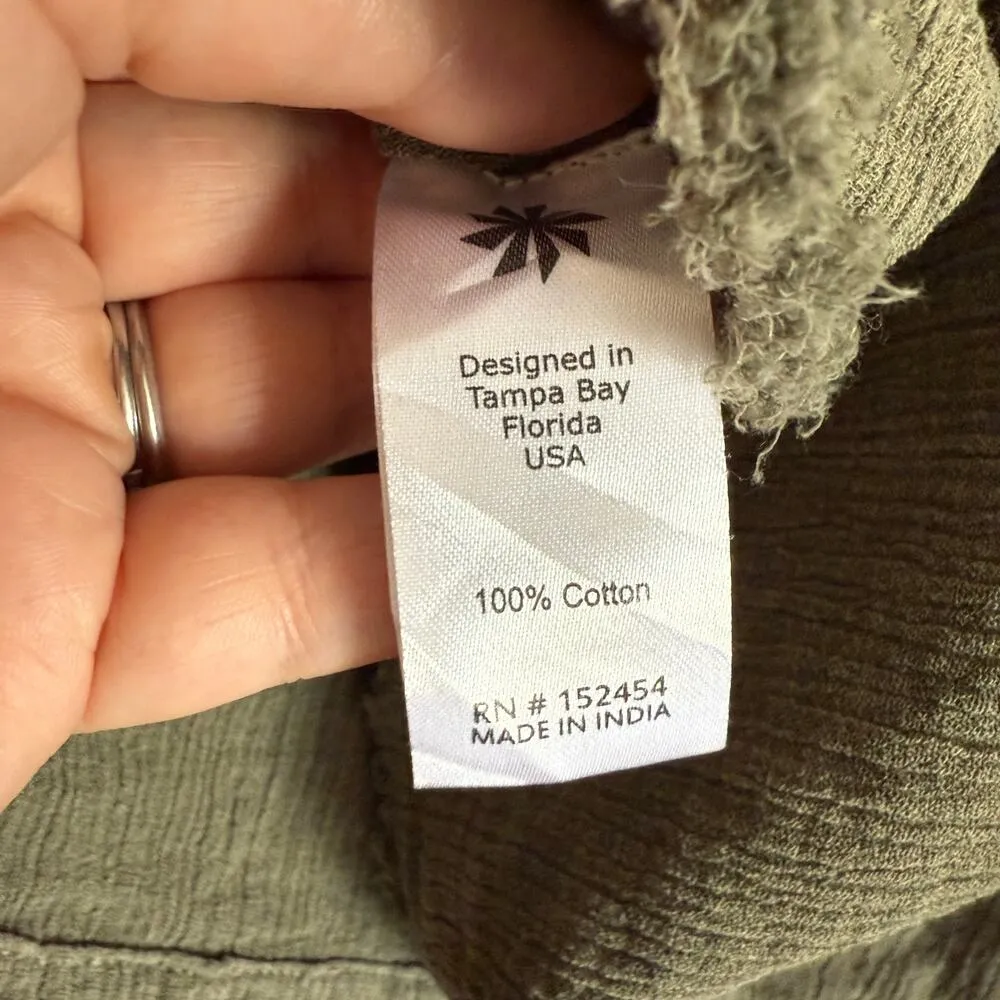 Designed in
Tampa Bay
Florida
USA
100% Cotton
RN # 152454
MADE IN INDIA